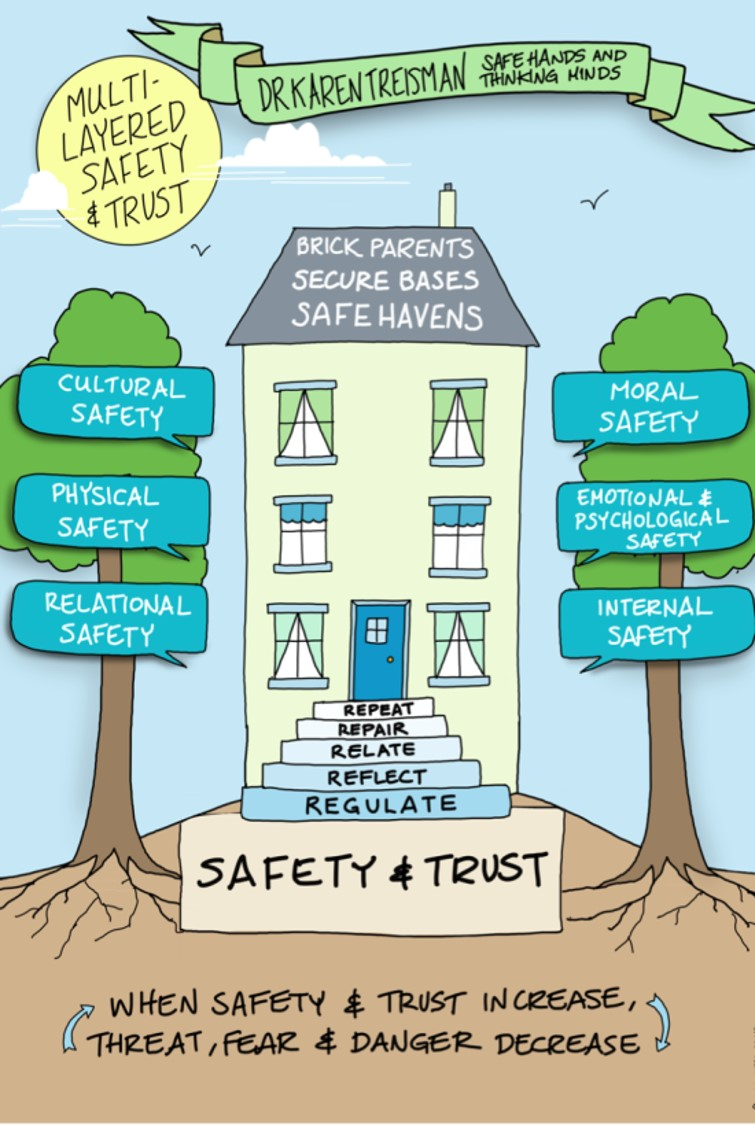 DR KAREN TREISMAN SAFE HANDS AND
THINKING MINDS
MULTI-
LAYERED
SAFETY
& TRUST
BRICK PARENTS
SECURE BASES
SAFE HAVENS
CULTURAL
SAFETY
PHYSICAL
SAFETY
RELATIONAL
SAFETY
MORAL
SAFETY
EMOTIONAL &
PSYCHOLOGICAL
SAFETY
INTERNAL
SAFETY
REPEAT
REPAIR
RELATE
REFLECT
REGULATE
SAFETY & TRUST
WHEN SAFETY & TRUST INCREASE,
THREAT, FEAR & DANGER DECREASE